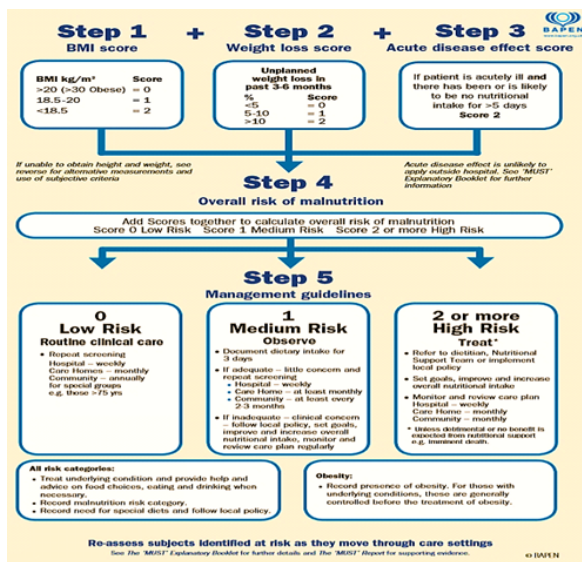 Step 1 + Step 2 + Step 3
BAPEN
www.bapen.org.uk
BMI score
Weight loss score
Acute disease effect score
BMI kg/m² Score
>20 (>30 Obese) = 0
18.5-20 = 1
<18.5 = 2
Unplanned
weight loss in
past 3-6 months
% Score
<5 = 0
5-10 = 1
>10 = 2
If patient is acutely ill and
there has been or is likely
to be no nutritional
intake for >5 days
Score 2
If unable to obtain height and weight, see
reverse for alternative measurements and
use of subjective criteria
Acute disease effect is unlikely to
apply outside hospital. See 'MUST'
Explanatory Booklet for further
information
Step 4
Overall risk of malnutrition
Add Scores together to calculate overall risk of malnutrition
Score 0 Low Risk Score 1 Medium Risk Score 2 or more High Risk
Step 5
Management guidelines
0
Low Risk
Routine clinical care
• Repeat screening
Hospital – weekly
Care Homes – monthly
Community – annually
for special groups
e.g. those >75 yrs
1
Medium Risk
Observe
• Document dietary intake for
3 days
• If adequate – little concern and
repeat screening
• Hospital – weekly
• Care Home – at least monthly
• Community – at least every
2-3 months
• If inadequate – clinical concern
– follow local policy, set goals,
improve and increase overall
nutritional intake, monitor and
review care plan regularly
2 or more
High Risk
Treat*
• Refer to dietitian, Nutritional
Support Team or implement
local policy
• Set goals, improve and increase
overall nutritional intake
• Monitor and review care plan
Hospital – weekly
Care Home – monthly
Community – monthly
* Unless detrimental or no benefit is
expected from nutritional support
e.g. imminent death.
All risk categories:
• Treat underlying condition and provide help and
advice on food choices, eating and drinking when
necessary.
• Record malnutrition risk category.
• Record need for special diets and follow local policy.
Obesity:
• Record presence of obesity. For those with
underlying conditions, these are generally
controlled before the treatment of obesity.
Re-assess subjects identified at risk as they move through care settings
See The 'MUST' Explanatory Booklet for further details and The 'MUST' Report for supporting evidence.
© BAPEN